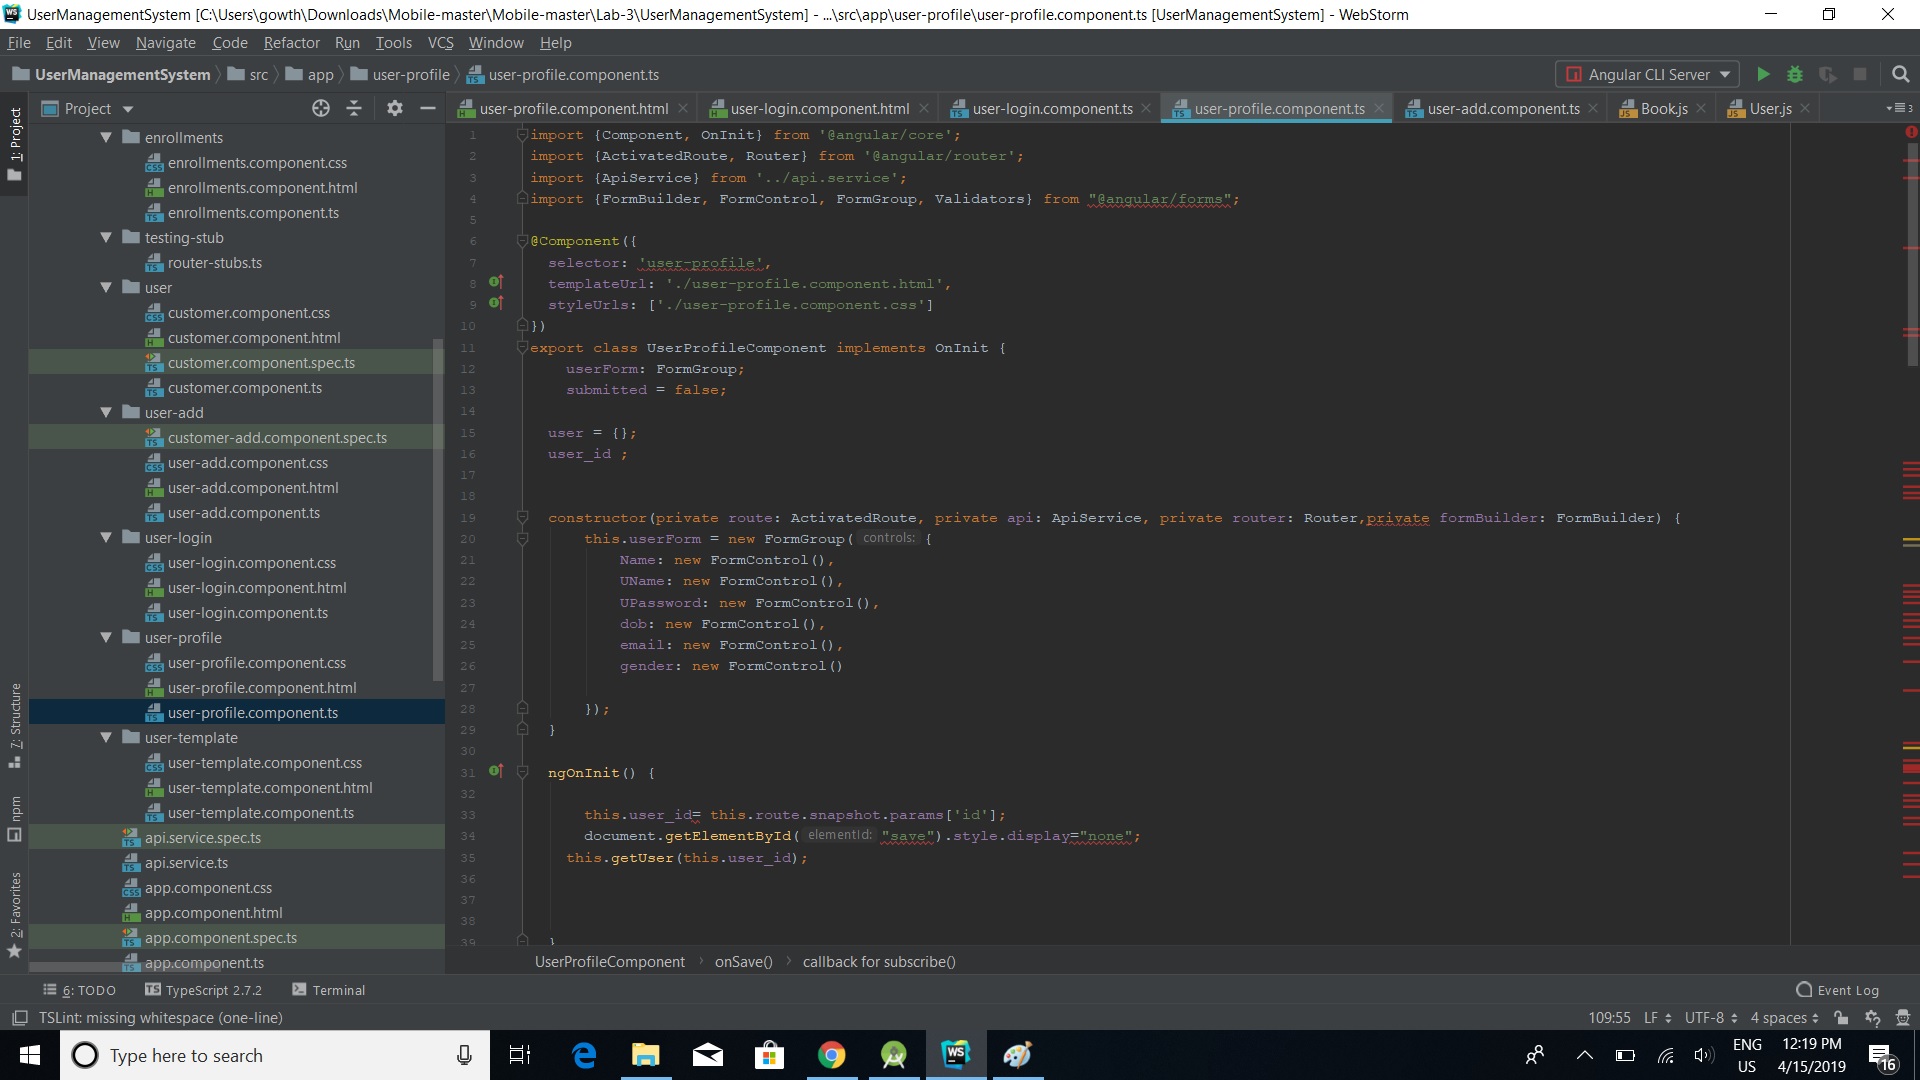 UserManagementSystem [C:\Users\gowth\Downloads\Mobile-master\Mobile-master\Lab-3\UserManagementSystem] - ...\src\app\user-profile\user-profile.component.ts [UserManagementSystem] - WebStorm
File Edit View Navigate Code Refactor Run Tools VCS Window Help
UserManagementSystem src app user-profile user-profile.component.ts Angular CLI Server
Project
user-profile.component.html user-login.component.html user-login.component.ts user-profile.component.ts user-add.component.ts Book.js User.js
1: Project
7: Structure
npm
2: Favorites
enrollments
enrollments.component.css
enrollments.component.html
enrollments.component.ts
testing-stub
router-stubs.ts
user
customer.component.css
customer.component.html
customer.component.spec.ts
customer.component.ts
user-add
customer-add.component.spec.ts
user-add.component.css
user-add.component.html
user-add.component.ts
user-login
user-login.component.css
user-login.component.html
user-login.component.ts
user-profile
user-profile.component.css
user-profile.component.html
user-profile.component.ts
user-template
user-template.component.css
user-template.component.html
user-template.component.ts
api.service.spec.ts
api.service.ts
app.component.css
app.component.html
app.component.spec.ts
app.component.ts
1 import {Component, OnInit} from '@angular/core';
2 import {ActivatedRoute, Router} from '@angular/router';
3 import {ApiService} from '../api.service';
4 import {FormBuilder, FormControl, FormGroup, Validators} from "@angular/forms";
5
6 @Component({
7 selector: 'user-profile',
8 templateUrl: './user-profile.component.html',
9 styleUrls: ['./user-profile.component.css']
10 })
11 export class UserProfileComponent implements OnInit {
12 userForm: FormGroup;
13 submitted = false;
14
15 user = {};
16 user_id ;
17
18
19 constructor(private route: ActivatedRoute, private api: ApiService, private router: Router,private formBuilder: FormBuilder) {
20 this.userForm = new FormGroup( controls: {
21 Name: new FormControl(),
22 UName: new FormControl(),
23 UPassword: new FormControl(),
24 dob: new FormControl(),
25 email: new FormControl(),
26 gender: new FormControl()
27
28 });
29 }
30
31 ngOnInit() {
32
33 this.user_id= this.route.snapshot.params['id'];
34 document.getElementById( elementId: "save").style.display="none";
35 this.getUser(this.user_id);
36
37
38
39 }
UserProfileComponent onSave() callback for subscribe()
6: TODO TypeScript 2.7.2 Terminal Event Log
TSLint: missing whitespace (one-line) 109:55 LF UTF-8 4 spaces
Type here to search
ENG
US
12:19 PM
4/15/2019
16